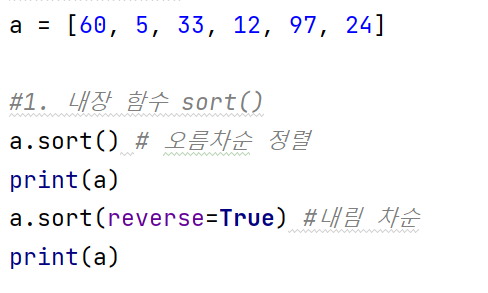 a = [60, 5, 33, 12, 97, 24]
#1. 내장 함수 sort()
a.sort() # 오름차순 정렬
print(a)
a.sort(reverse=True) #내림 차순
print(a)